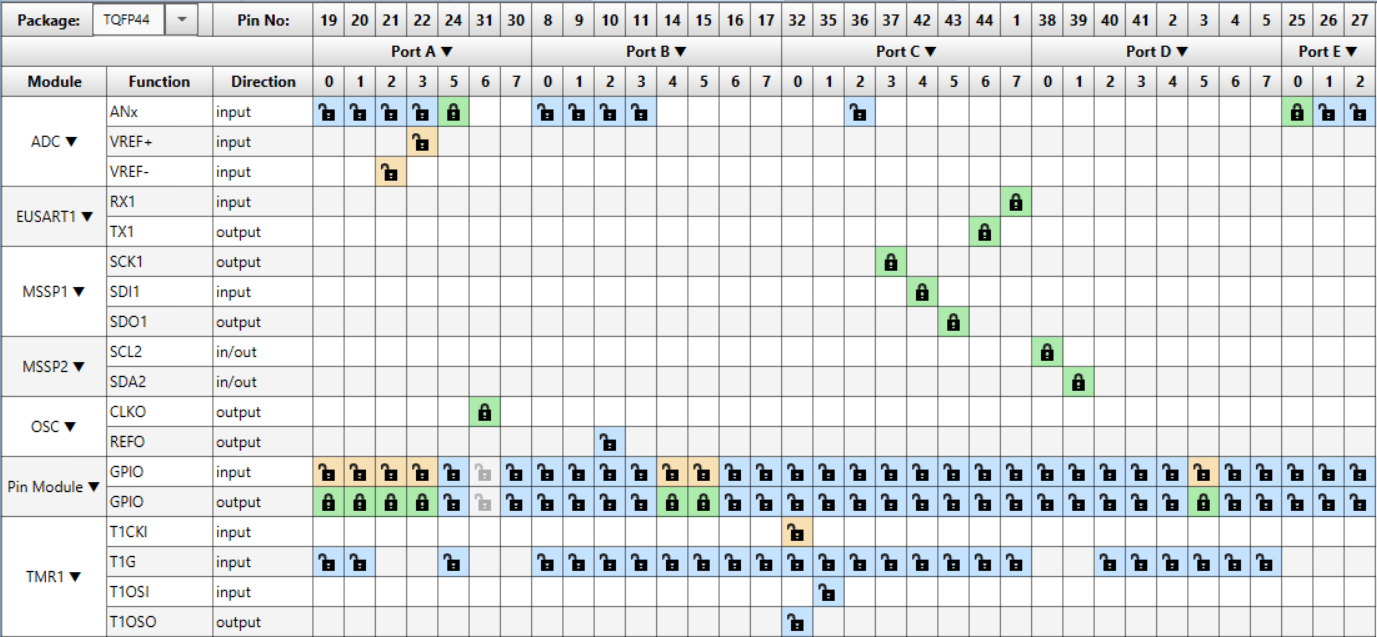 Package: TQFP44 Pin No: 19 20 21 22 24 31 30 8 9 10 11 14 15 16 17 32 35 36 37 42 43 44 1 38 39 40 41 2 3 4 5 25 26 27
Port A ▼ Port B ▼ Port C ▼ Port D ▼ Port E ▼
Module Function Direction 0 1 2 3 5 6 7 0 1 2 3 4 5 6 7 0 1 2 3 4 5 6 7 0 1 2 3 4 5 6 7 0 1 2
ADC ▼ ANx input
VREF+ input
VREF- input
EUSART1 ▼ RX1 input
TX1 output
MSSP1 ▼ SCK1 output
SDI1 input
SDO1 output
MSSP2 ▼ SCL2 in/out
SDA2 in/out
OSC ▼ CLKO output
REFO output
Pin Module ▼ GPIO input
GPIO output
TMR1 ▼ T1CKI input
T1G input
T1OSI input
T1OSO output